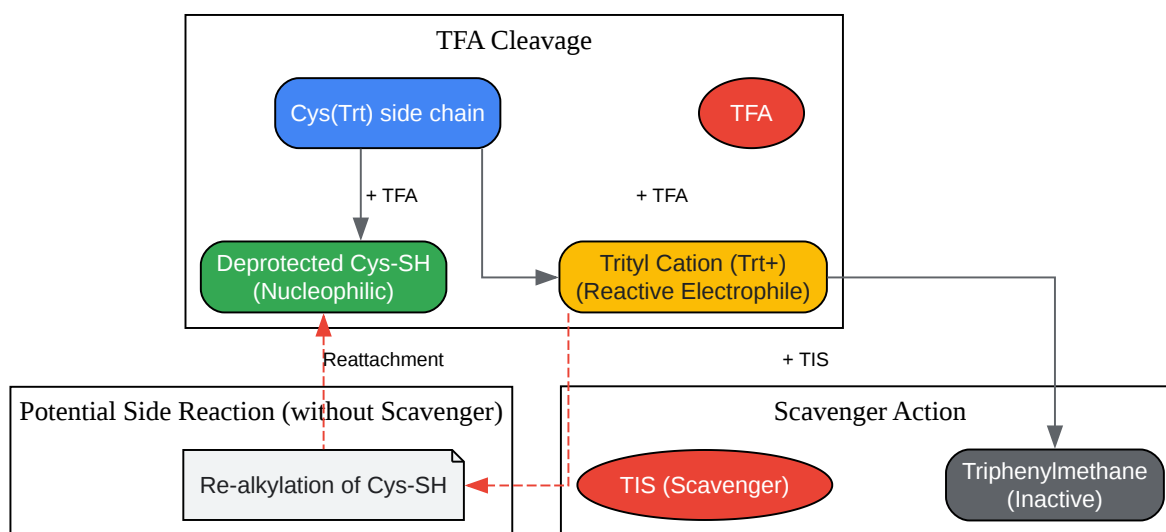 TFA Cleavage
Cys(Trt) side chain
TFA
+ TFA
+ TFA
Deprotected Cys-SH
(Nucleophilic)
Trityl Cation (Trt+)
(Reactive Electrophile)
Reattachment
+ TIS
Potential Side Reaction (without Scavenger)
Scavenger Action
Re-alkylation of Cys-SH
TIS (Scavenger)
Triphenylmethane
(Inactive)